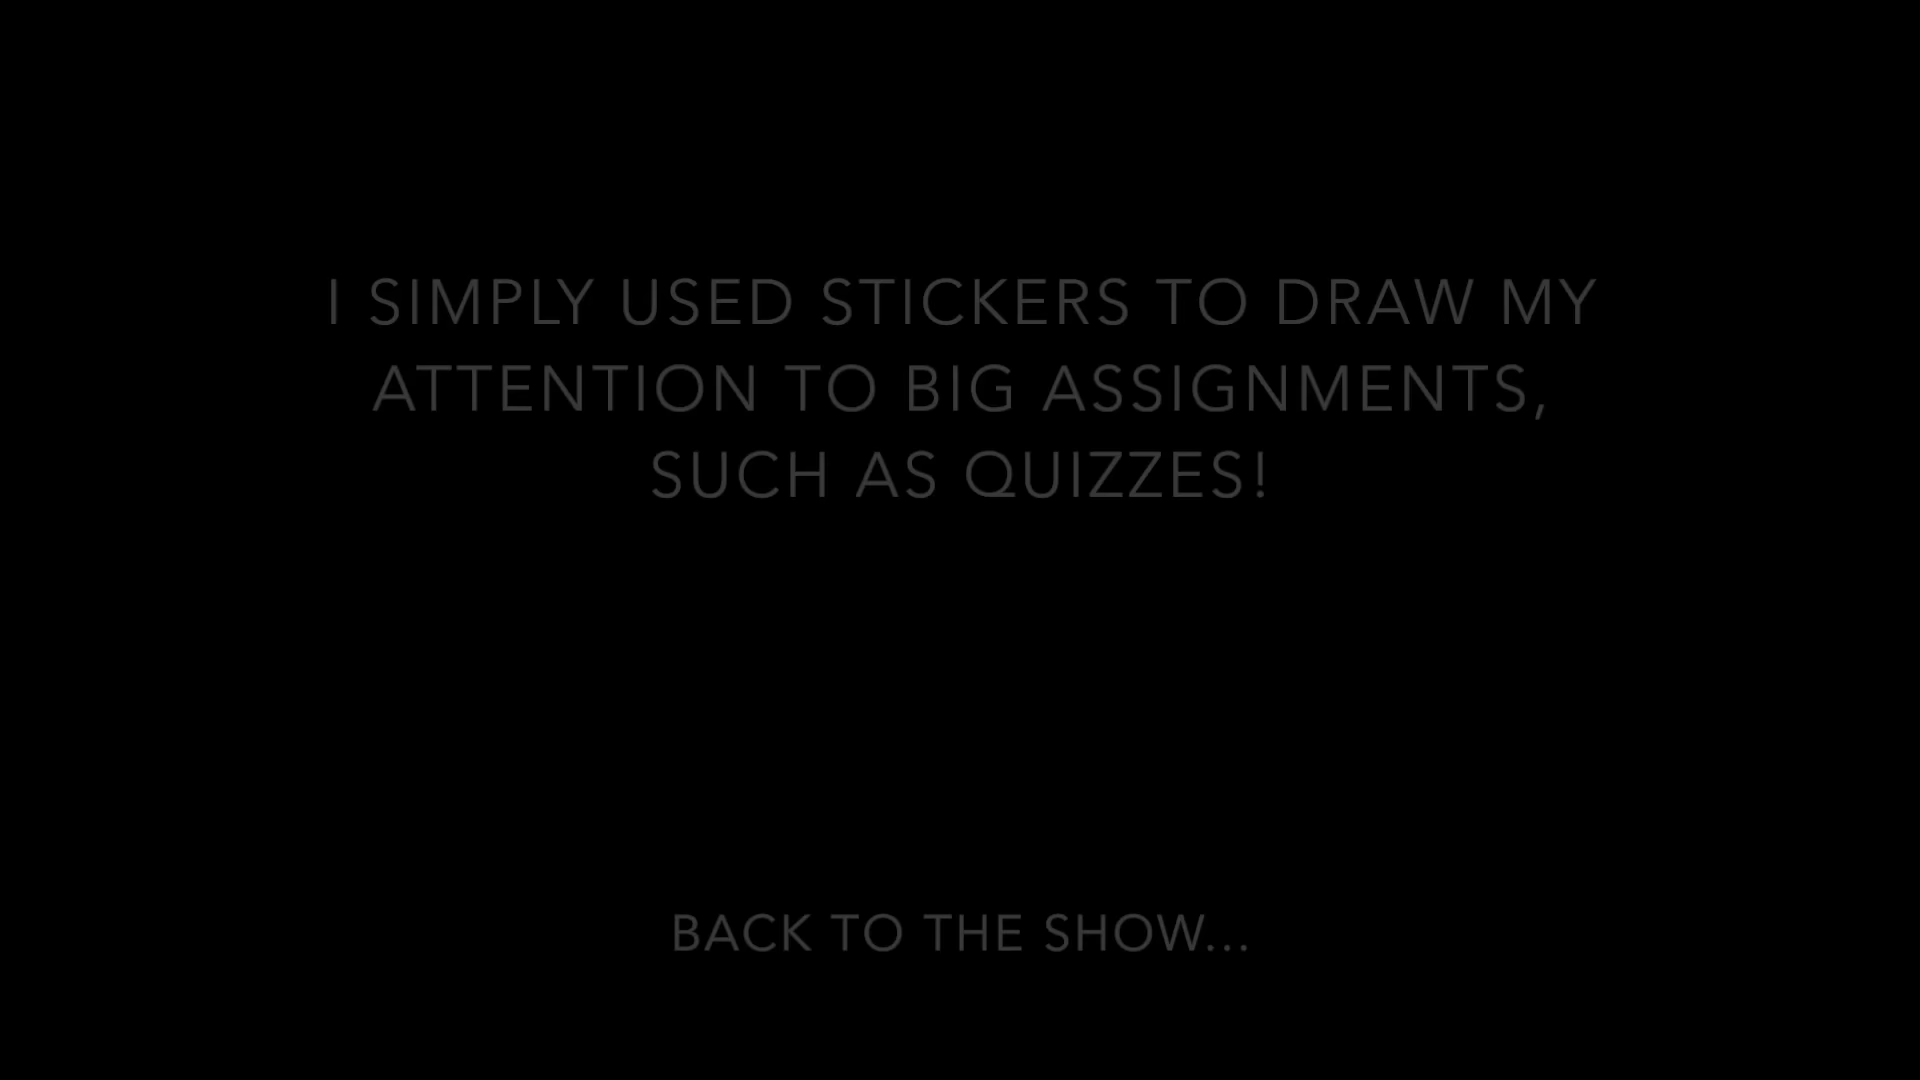 I SIMPLY USED STICKERS TO DRAW MY
ATTENTION TO BIG ASSIGNMENTS,
SUCH AS QUIZZES!
BACK TO THE SHOW...